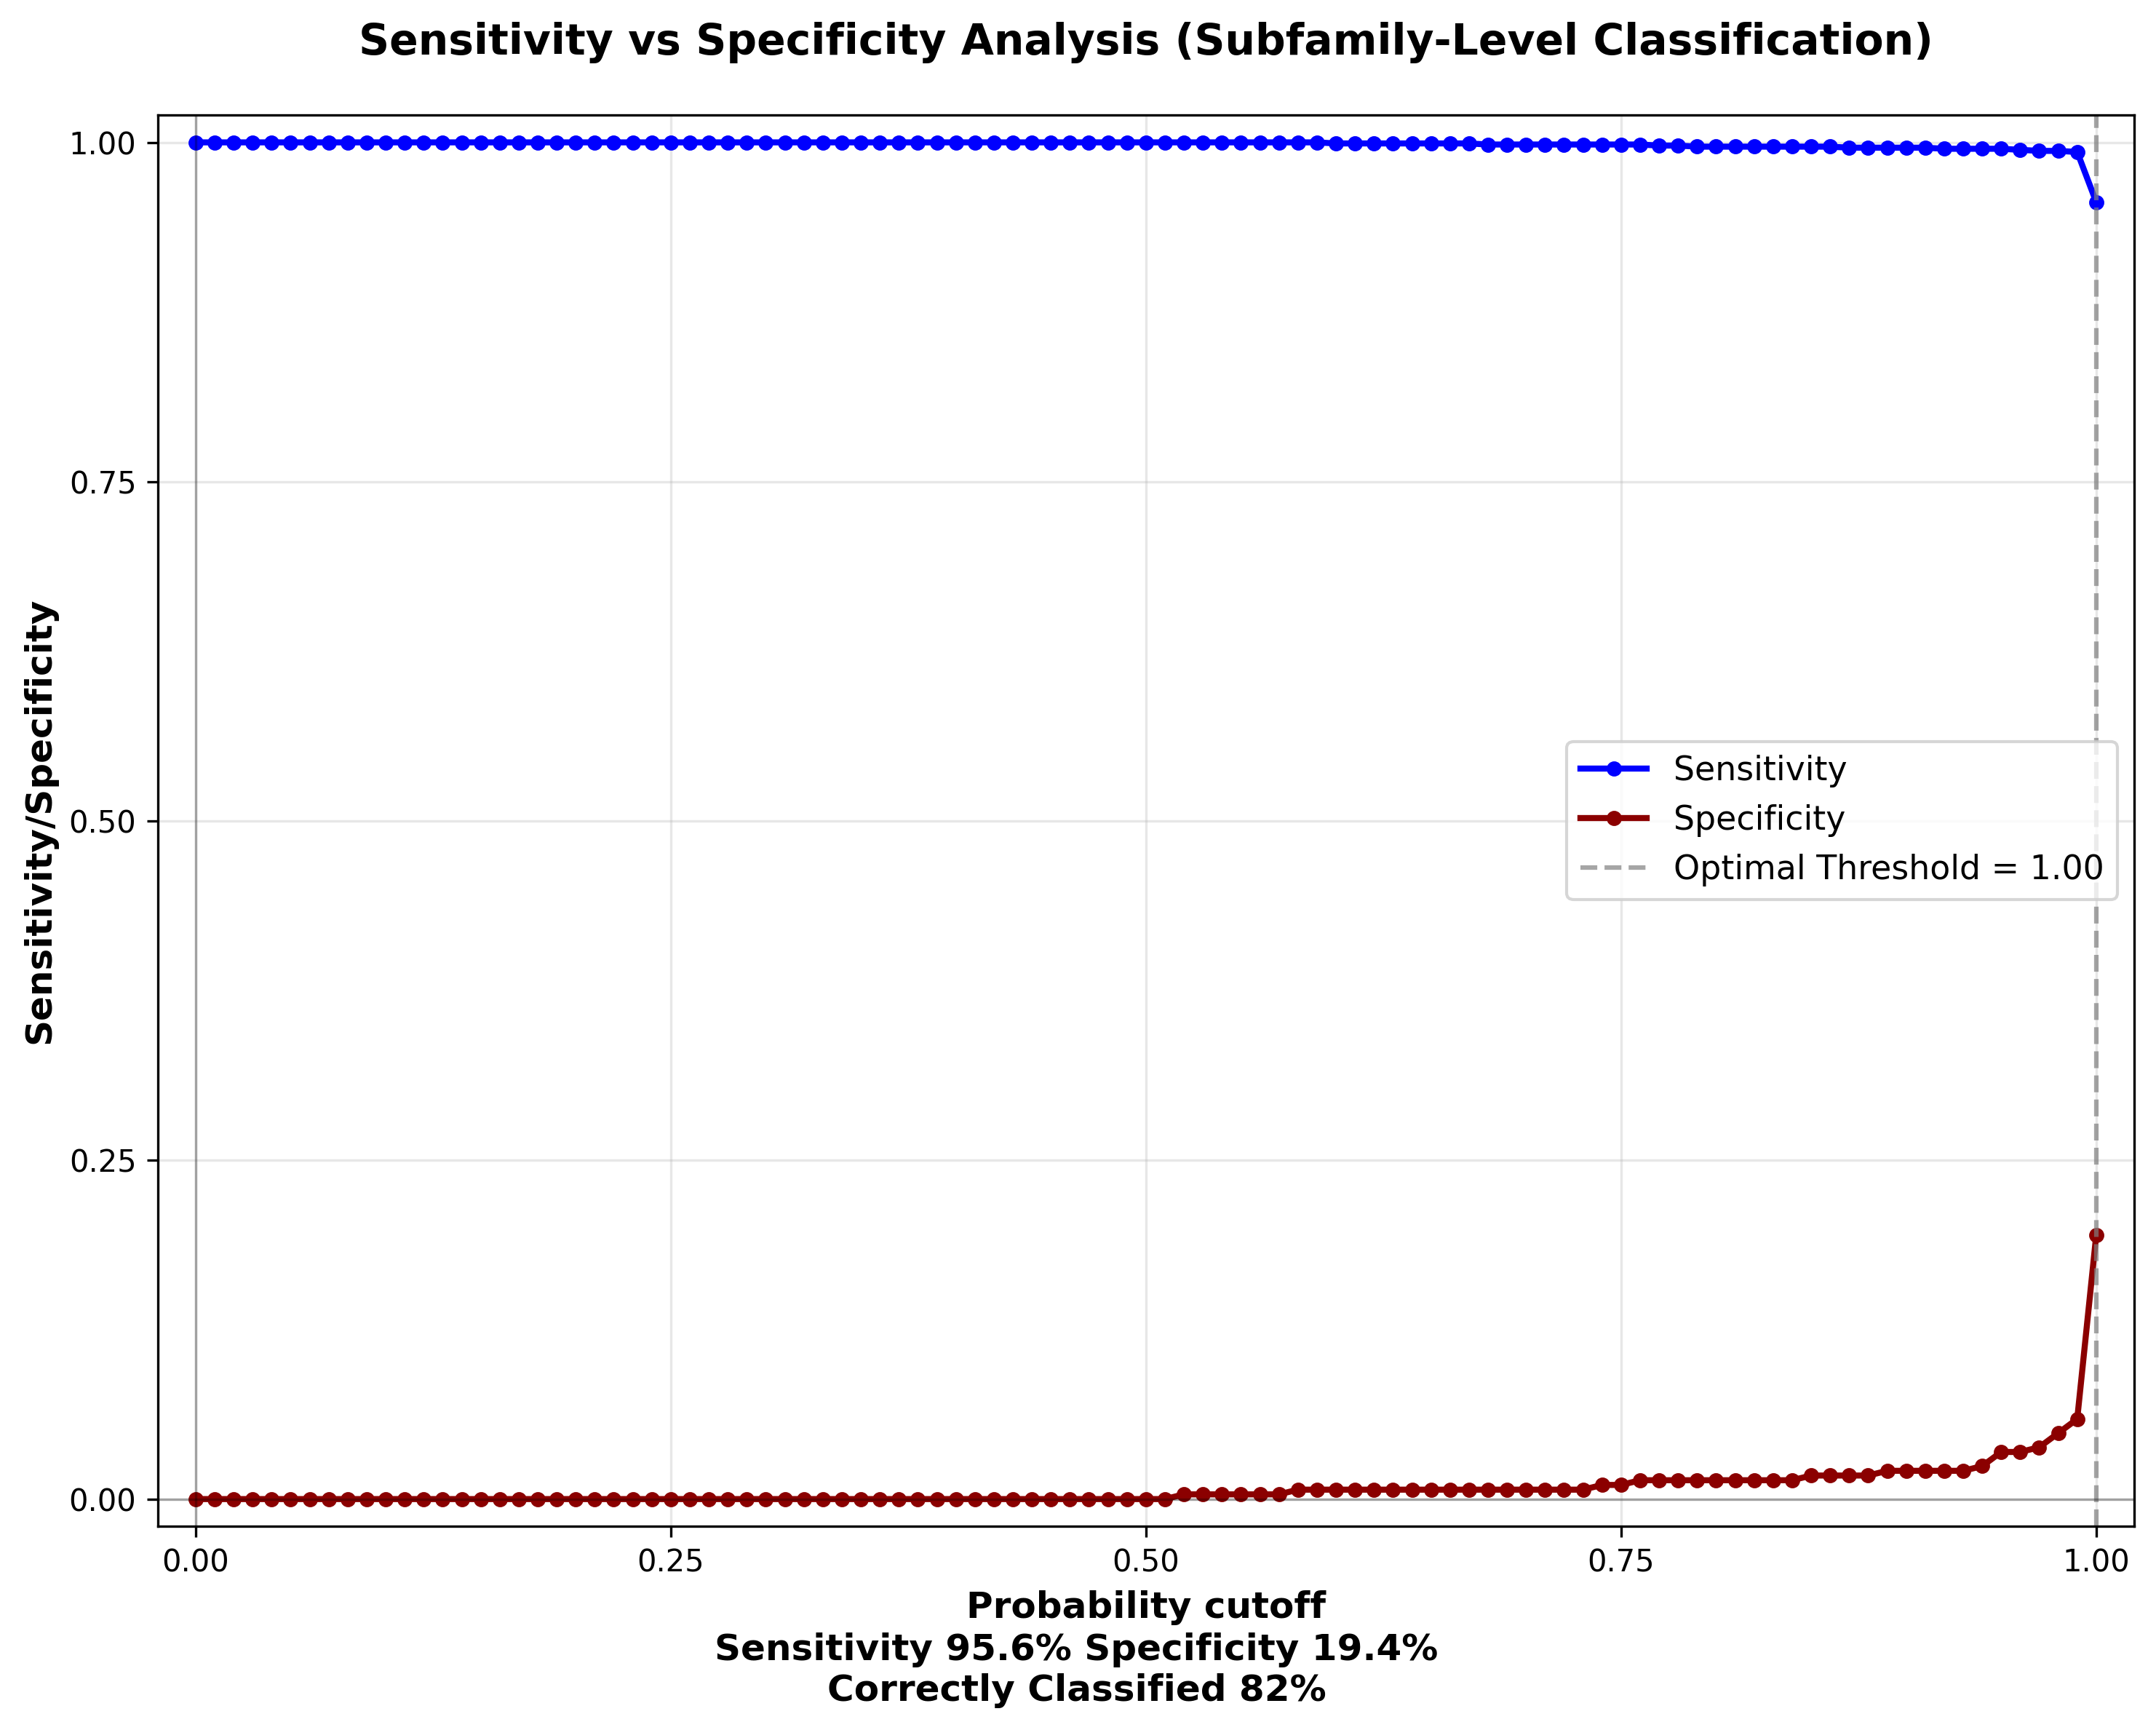 Sensitivity vs Specificity Analysis (Subfamily-Level Classification)
Sensitivity/Specificity
1.00
0.75
0.50
0.25
0.00
Sensitivity
Specificity
Optimal Threshold = 1.00
0.00 0.25 0.50 0.75 1.00
Probability cutoff
Sensitivity 95.6% Specificity 19.4%
Correctly Classified 82%